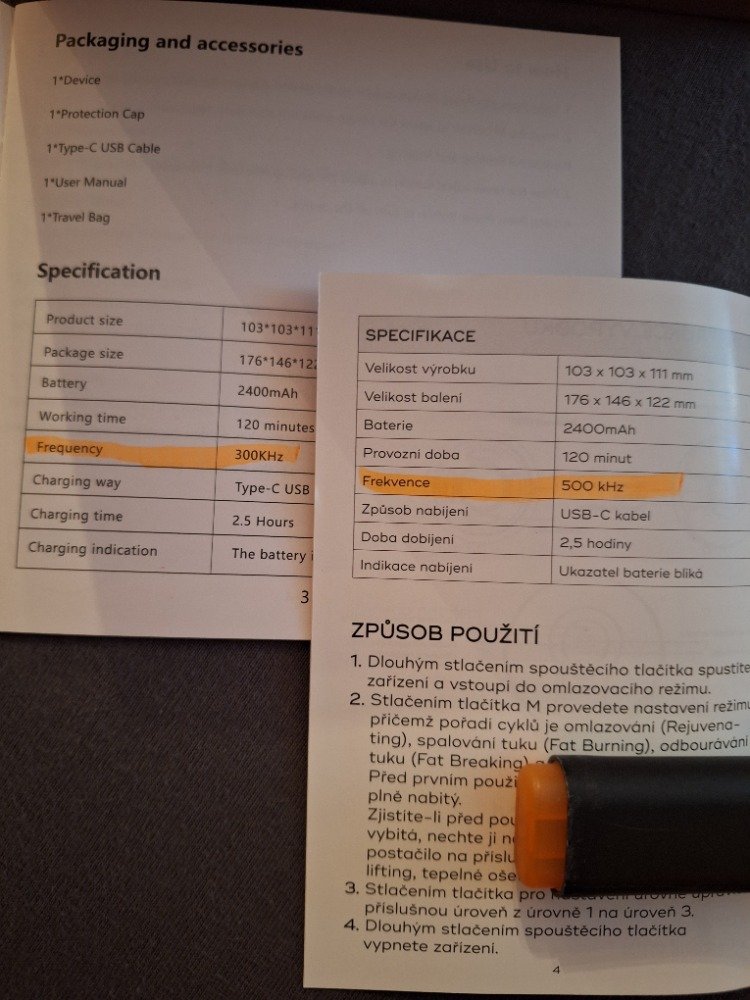 Packaging and accessories
1*Device
1*Protection Cap
1*Type-C USB Cable
1*User Manual
1*Travel Bag
Specification
Product size 103*103*11
Package size 176*146*122
Battery 2400mAh
Working time 120 minutes
Frequency 300KHz
Charging way Type-C USB
Charging time 2.5 Hours
Charging indication The battery i
3
SPECIFIKACE
Velikost výrobku 103 x 103 x 111 mm
Velikost balení 176 x 146 x 122 mm
Baterie 2400mAh
Provozní doba 120 minut
Frekvence 500 kHz
Způsob nabíjení USB-C kabel
Doba dobíjení 2,5 hodiny
Indikace nabíjení Ukazatel baterie bliká
ZPŮSOB POUŽITÍ
1. Dlouhým stlačením spouštěcího tlačítka spustíte
zařízení a vstoupí do omlazovacího režimu.
2. Stlačením tlačítka M provedete nastavení režimu
přičemž pořadí cyklů je omlazování (Rejuvena-
ting), spalování tuku (Fat Burning), odbourávání
tuku (Fat Breaking)
Před prvním použi
plně nabitý.
Zjistíte-li před pou
vybitá, nechte ji n
postačilo na příslu
lifting, tepelné oše
3. Stlačením tlačítka pro nastavení úrovně
příslušnou úroveň z úrovně 1 na úroveň 3.
4. Dlouhým stlačením spouštěcího tlačítka
vypnete zařízení.
4